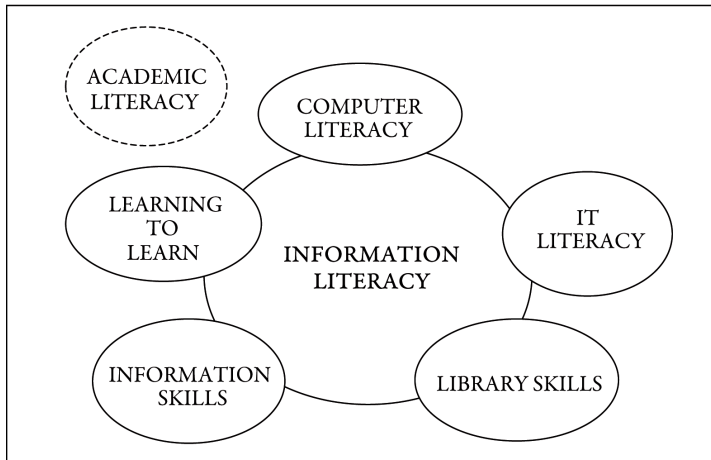 ACADEMIC
LITERACY
COMPUTER
LITERACY
LEARNING
TO
LEARN
IT
LITERACY
INFORMATION
LITERACY
INFORMATION
SKILLS
LIBRARY SKILLS